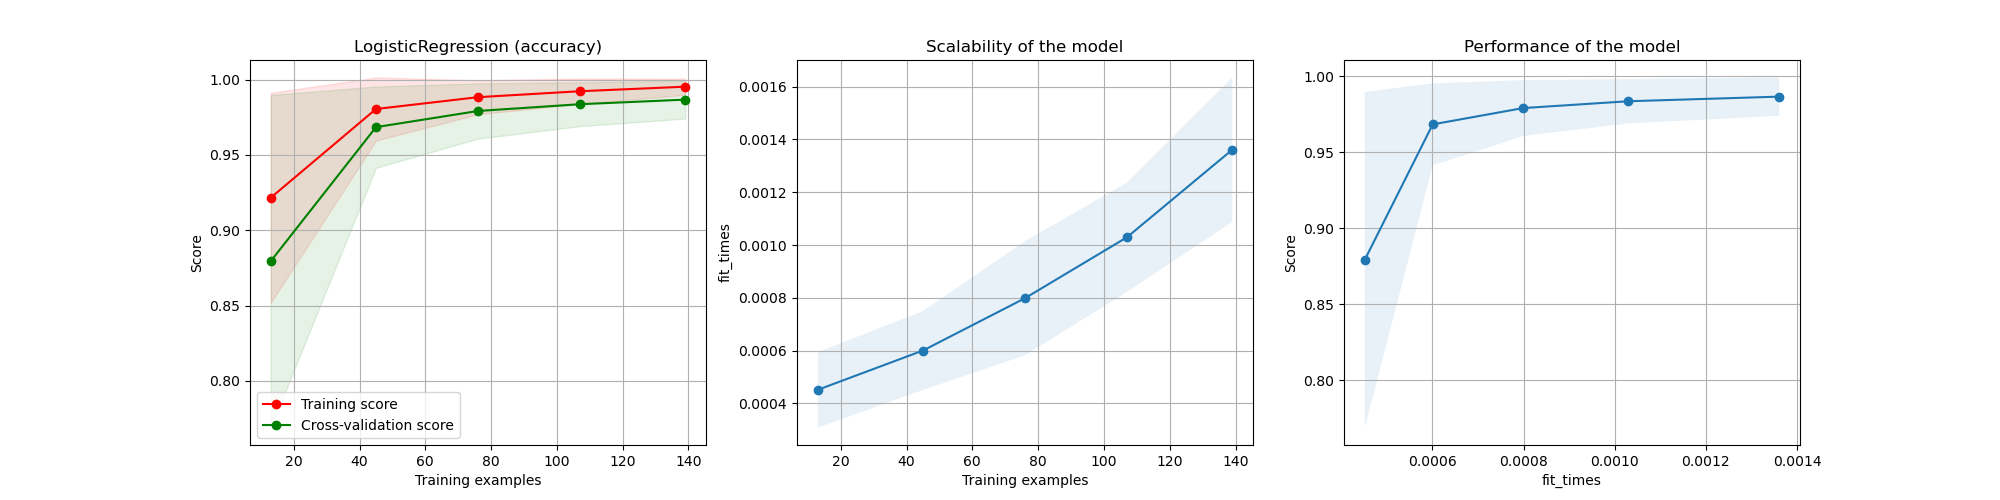 LogisticRegression (accuracy)
Score
1.00
0.95
0.90
0.85
0.80
Training score
Cross-validation score
20 40 60 80 100 120 140
Training examples
Scalability of the model
fit_times
0.0016
0.0014
0.0012
0.0010
0.0008
0.0006
0.0004
20 40 60 80 100 120 140
Training examples
Performance of the model
Score
1.00
0.95
0.90
0.85
0.80
0.0006 0.0008 0.0010 0.0012 0.0014
fit_times